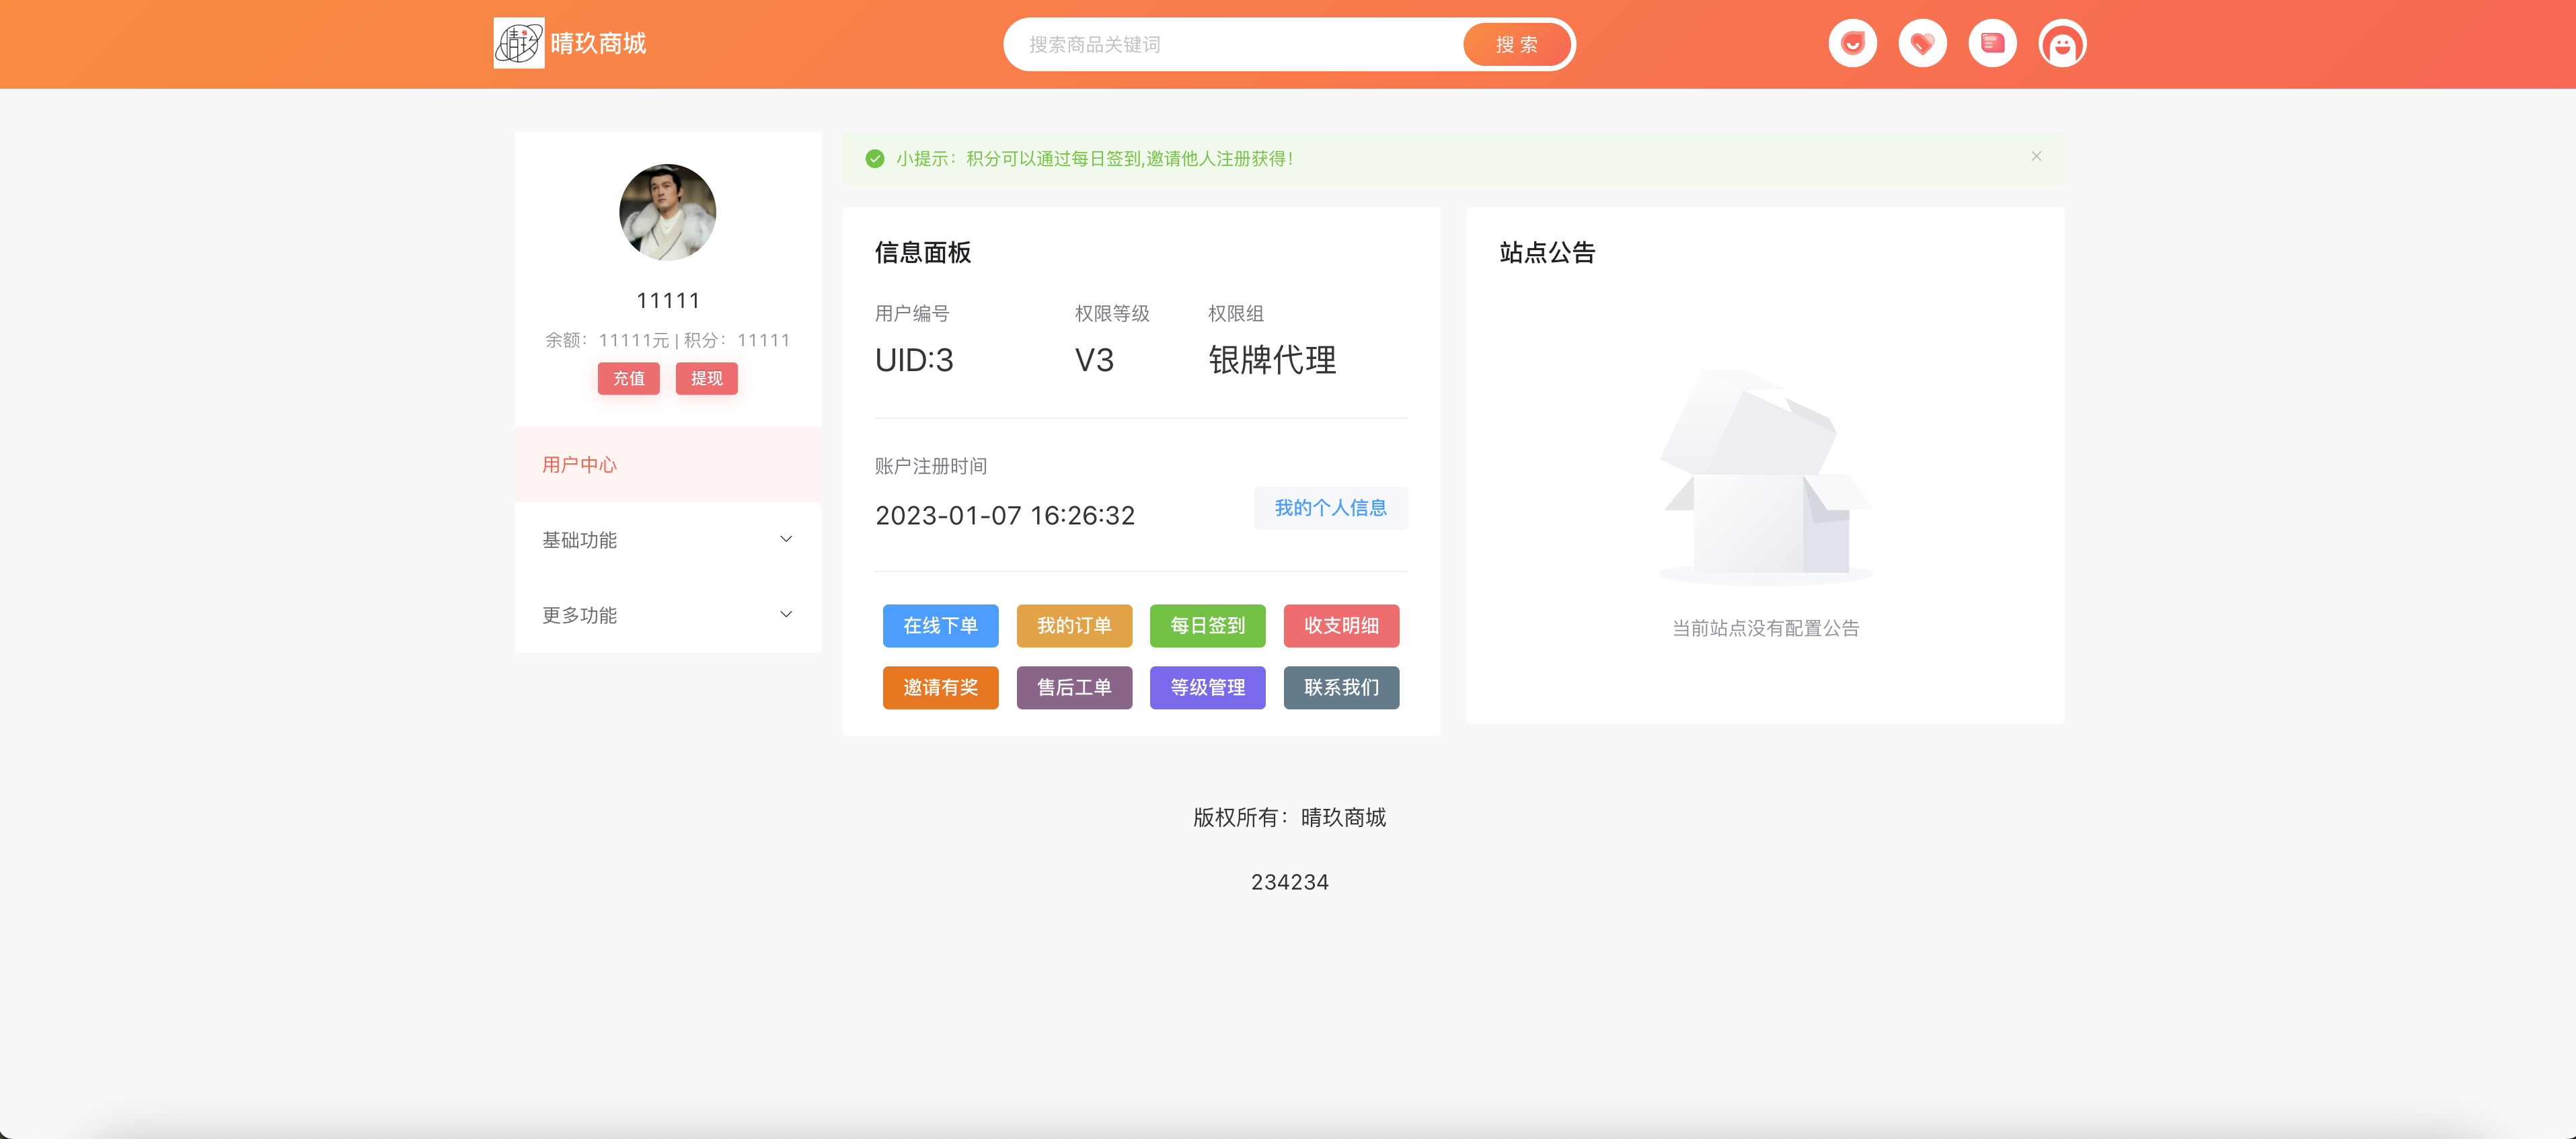 晴玖
晴玖商城
搜索商品关键词
搜 索
11111
余额：11111元 | 积分：11111
充值
提现
用户中心
基础功能
更多功能
小提示：积分可以通过每日签到,邀请他人注册获得！
信息面板
用户编号
权限等级
权限组
UID:3
V3
银牌代理
账户注册时间
2023-01-07 16:26:32
我的个人信息
在线下单
我的订单
每日签到
收支明细
邀请有奖
售后工单
等级管理
联系我们
站点公告
当前站点没有配置公告
版权所有：晴玖商城
234234